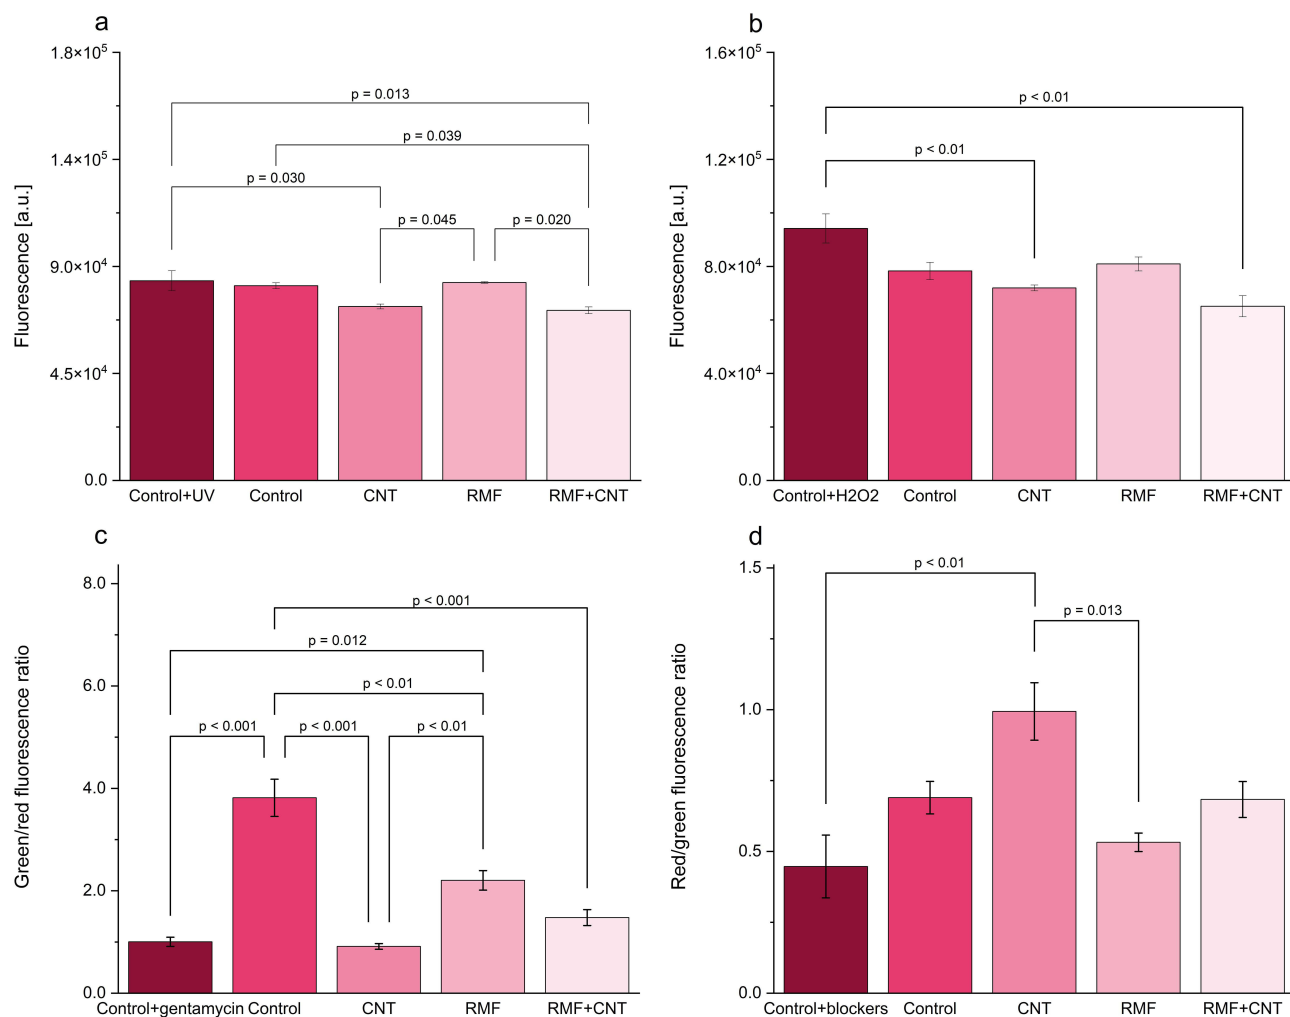 a
Fluorescence [a.u.]
1.8×10⁵
1.4×10⁵
9.0×10⁴
4.5×10⁴
0.0
p = 0.013
p = 0.039
p = 0.030
p = 0.045
p = 0.020
Control+UV
Control
CNT
RMF
RMF+CNT
b
Fluorescence [a.u.]
1.6×10⁵
1.2×10⁵
8.0×10⁴
4.0×10⁴
0.0
p < 0.01
p < 0.01
Control+H2O2
Control
CNT
RMF
RMF+CNT
c
Green/red fluorescence ratio
8.0
6.0
4.0
2.0
0.0
p < 0.001
p = 0.012
p < 0.01
p < 0.001
p < 0.001
p < 0.01
Control+gentamycin
Control
CNT
RMF
RMF+CNT
d
Red/green fluorescence ratio
1.5
1.0
0.5
0.0
p < 0.01
p = 0.013
Control+blockers
Control
CNT
RMF
RMF+CNT